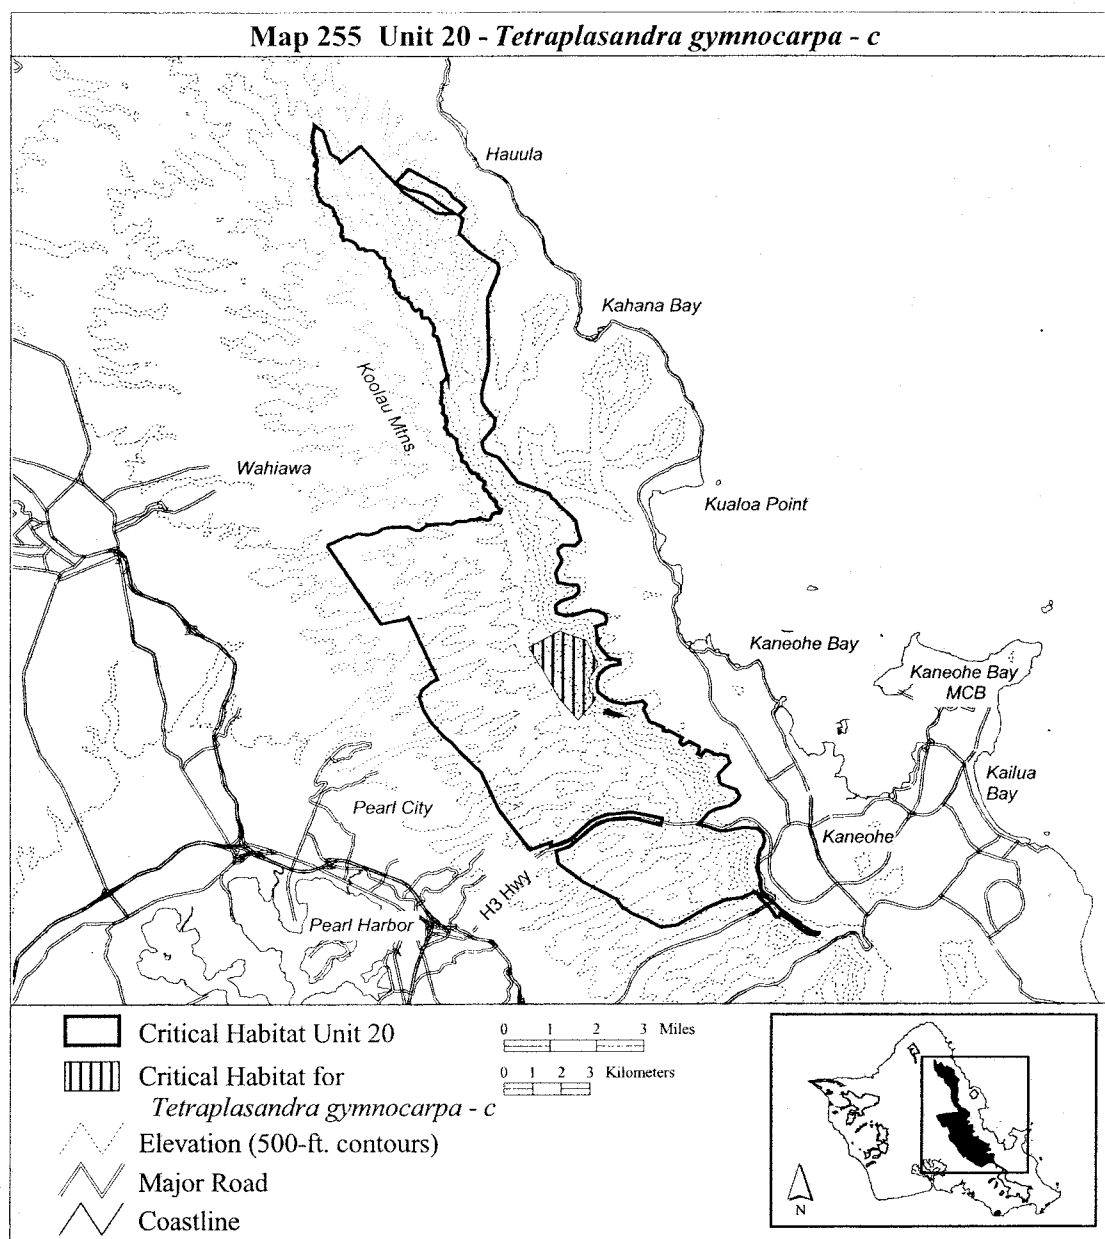 Map 255 Unit 20 - Tetraplasandra gymnocarpa - c
Hauula
Kahana Bay
Koolau Mtns
Wahiawa
Kualoa Point
Kaneohe Bay
Kaneohe Bay
MCB
Kailua
Bay
Pearl City
Kaneohe
H3 Hwy
Pearl Harbor
Critical Habitat Unit 20
Critical Habitat for
Tetraplasandra gymnocarpa - c
Elevation (500-ft. contours)
Major Road
Coastline
0 1 2 3 Miles
0 1 2 3 Kilometers
N